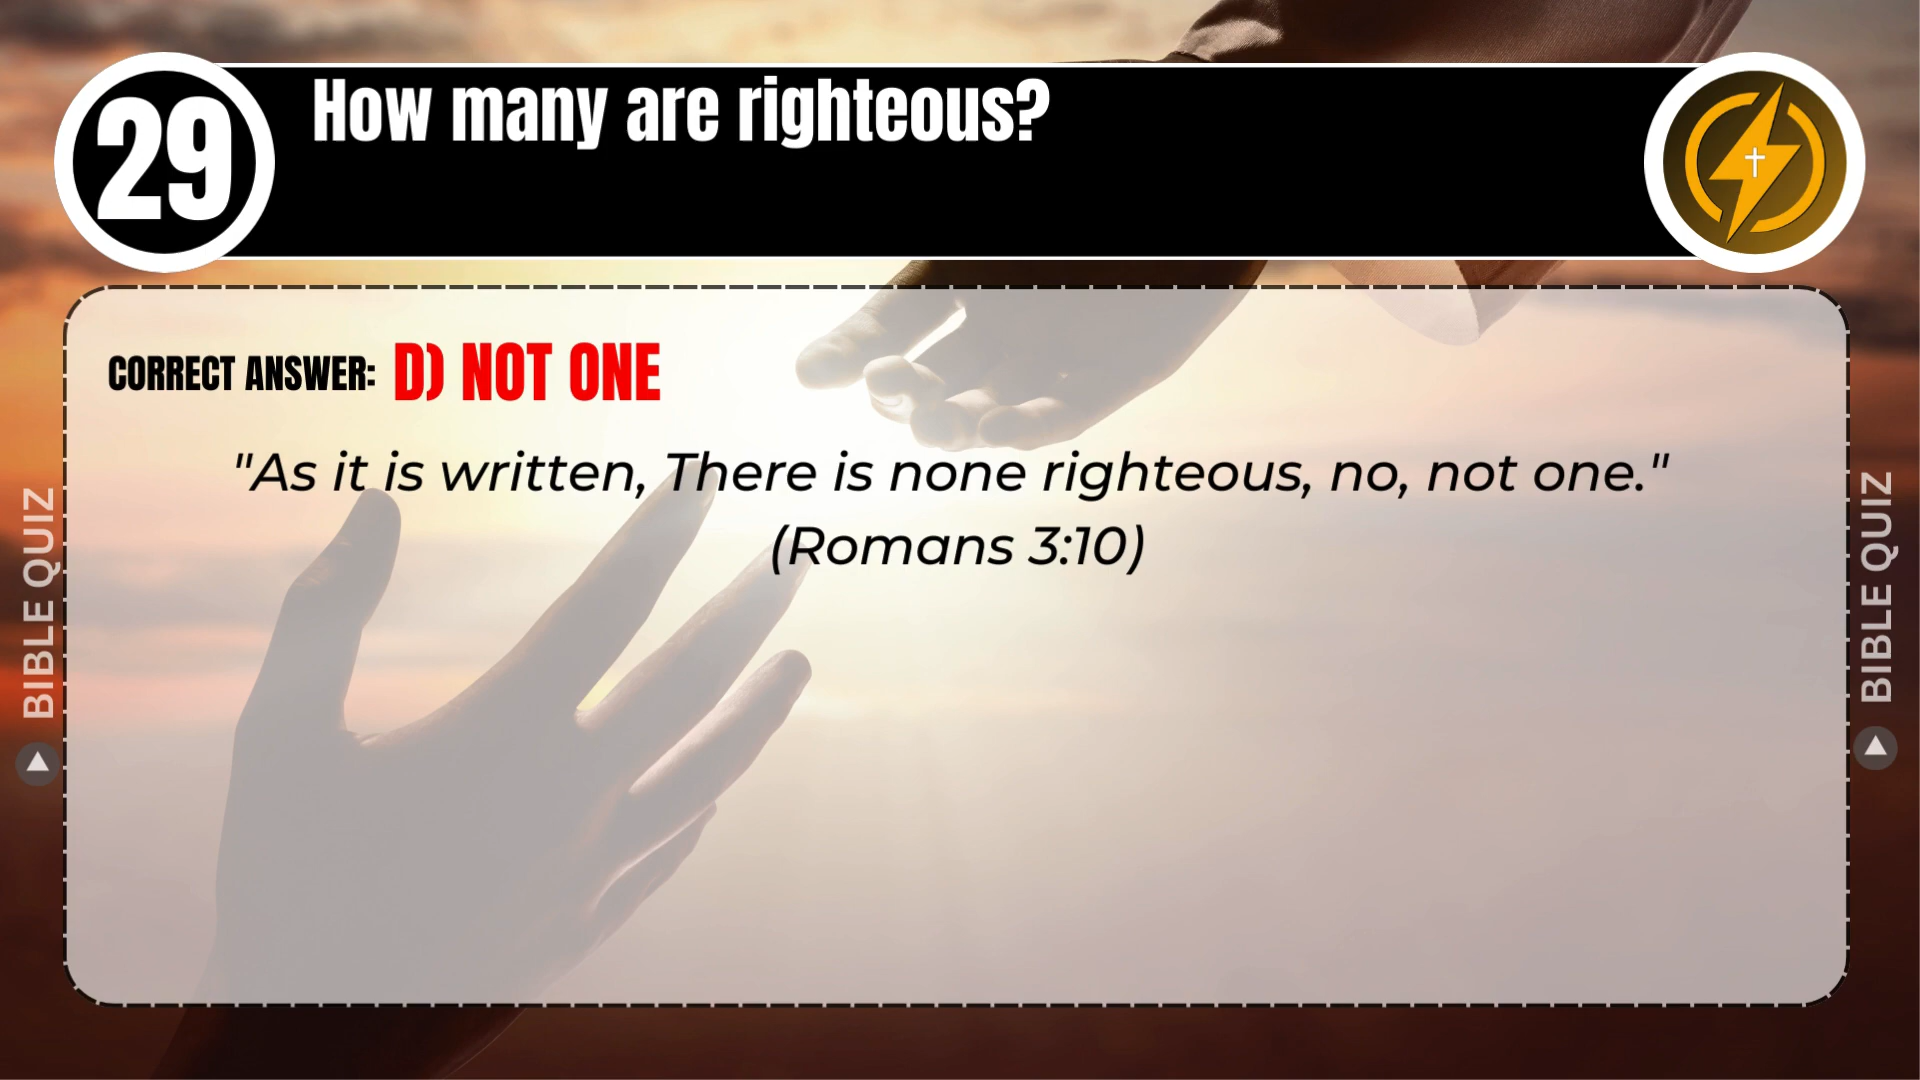 29
How many are righteous?
CORRECT ANSWER: D) NOT ONE
"As it is written, There is none righteous, no, not one."
(Romans 3:10)
BIBLE QUIZ
BIBLE QUIZ